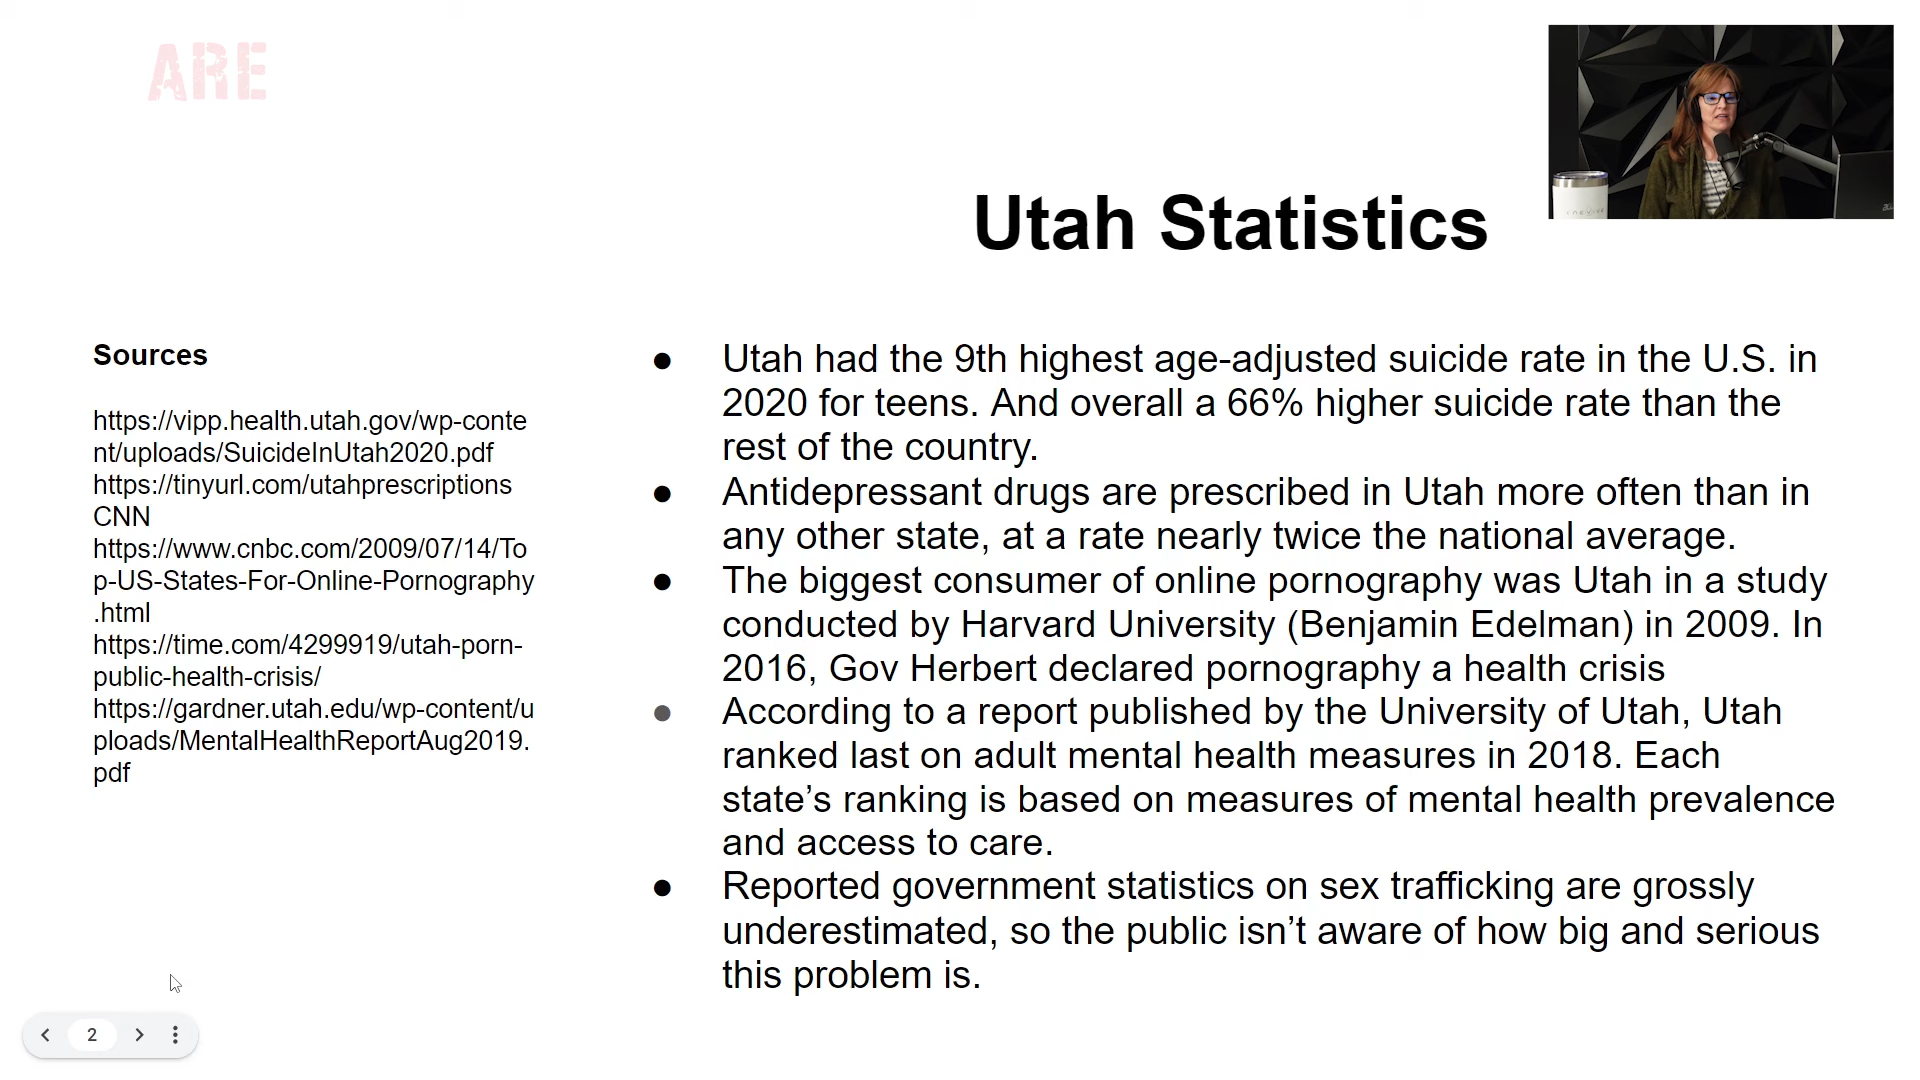 ARE
Utah Statistics
Sources
https://vipp.health.utah.gov/wp-conte
nt/uploads/SuicideInUtah2020.pdf
https://tinyurl.com/utahprescriptions
CNN
https://www.cnbc.com/2009/07/14/To
p-US-States-For-Online-Pornography
.html
https://time.com/4299919/utah-porn-
public-health-crisis/
https://gardner.utah.edu/wp-content/u
ploads/MentalHealthReportAug2019.
pdf
● Utah had the 9th highest age-adjusted suicide rate in the U.S. in
2020 for teens. And overall a 66% higher suicide rate than the
rest of the country.
● Antidepressant drugs are prescribed in Utah more often than in
any other state, at a rate nearly twice the national average.
● The biggest consumer of online pornography was Utah in a study
conducted by Harvard University (Benjamin Edelman) in 2009. In
2016, Gov Herbert declared pornography a health crisis
● According to a report published by the University of Utah, Utah
ranked last on adult mental health measures in 2018. Each
state’s ranking is based on measures of mental health prevalence
and access to care.
● Reported government statistics on sex trafficking are grossly
underestimated, so the public isn’t aware of how big and serious
this problem is.
2